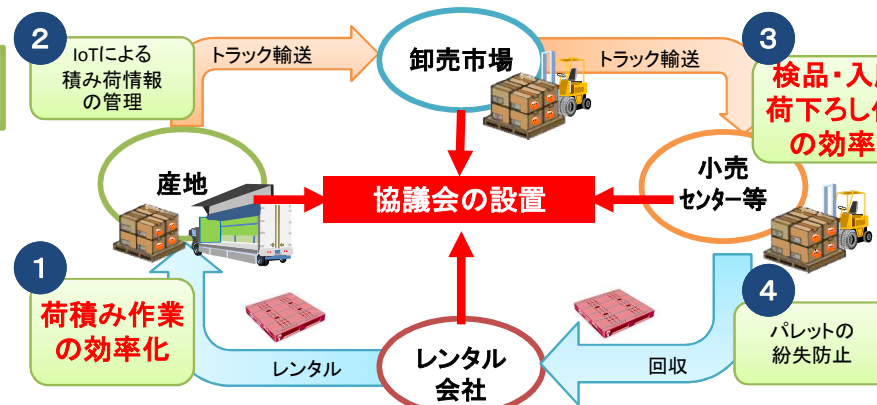 2
IoTによる
積み荷情報
の管理
トラック輸送
卸売市場
トラック輸送
3
検品・入
荷下ろし
の効率
産地
協議会の設置
小売
センター等
1
荷積み作業
の効率化
レンタル
レンタル
会社
回収
4
パレットの
紛失防止